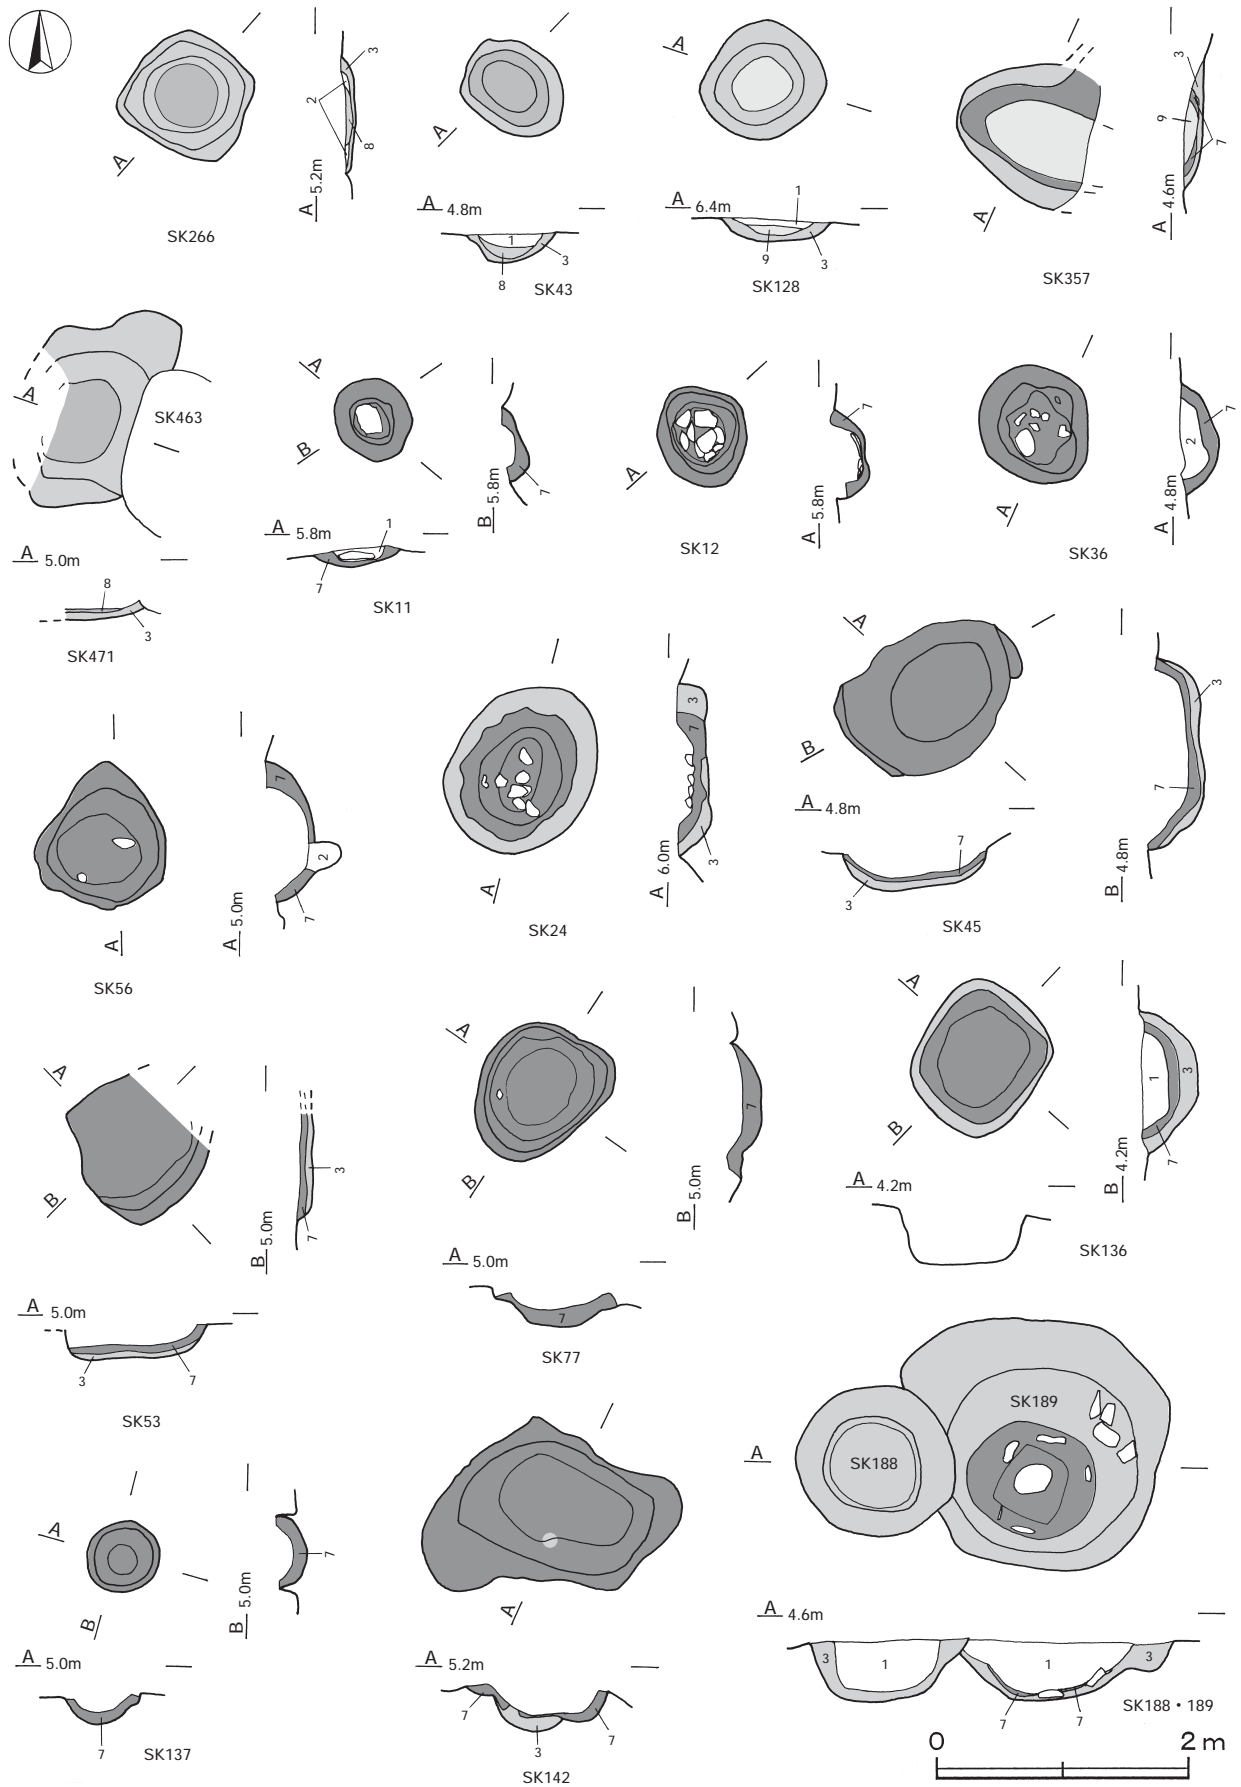 A
3
2
8
A 5.2m
SK266
A
A 4.8m
1
3
8
SK43
A
A 6.4m
1
9
3
SK128
A
3
9
7
A 4.6m
SK357
A
SK463
A 5.0m
8
3
SK471
A
B
7
B 5.8m
A 5.8m
1
7
SK11
A
7
A 5.8m
SK12
A
7
2
A 4.8m
SK36
A
7
2
7
A 5.0m
SK56
A
3
7
3
A 6.0m
SK24
A
B
3
7
B 4.8m
A 4.8m
7
3
SK45
A
B
3
7
B 5.0m
A 5.0m
3
7
SK53
A
B
7
B 5.0m
A 5.0m
7
SK77
A
B
1
3
7
B 4.2m
A 4.2m
SK136
A
B
7
B 5.0m
A 5.0m
7
SK137
A
A 5.2m
7
3
7
SK142
A
SK188
SK189
A 4.6m
3
1
1
3
7
7
SK188・189
0
2 m